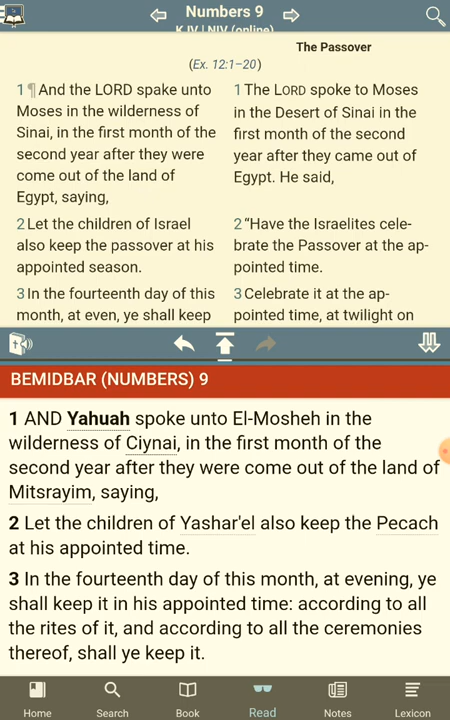 Numbers 9
KJV | NIV (online)
The Passover
(Ex. 12:1–20)
1 ¶ And the LORD spake unto
Moses in the wilderness of
Sinai, in the first month of the
second year after they were
come out of the land of
Egypt, saying,
2 Let the children of Israel
also keep the passover at his
appointed season.
3 In the fourteenth day of this
month, at even, ye shall keep
1 The LORD spoke to Moses
in the Desert of Sinai in the
first month of the second
year after they came out of
Egypt. He said,
2 “Have the Israelites cele-
brate the Passover at the ap-
pointed time.
3 Celebrate it at the ap-
pointed time, at twilight on
BEMIDBAR (NUMBERS) 9
1 AND Yahuah spoke unto El-Mosheh in the
wilderness of Ciynai, in the first month of the
second year after they were come out of the land of
Mitsrayim, saying,
2 Let the children of Yashar'el also keep the Pecach
at his appointed time.
3 In the fourteenth day of this month, at evening, ye
shall keep it in his appointed time: according to all
the rites of it, and according to all the ceremonies
thereof, shall ye keep it.
Home
Search
Book
Read
Notes
Lexicon